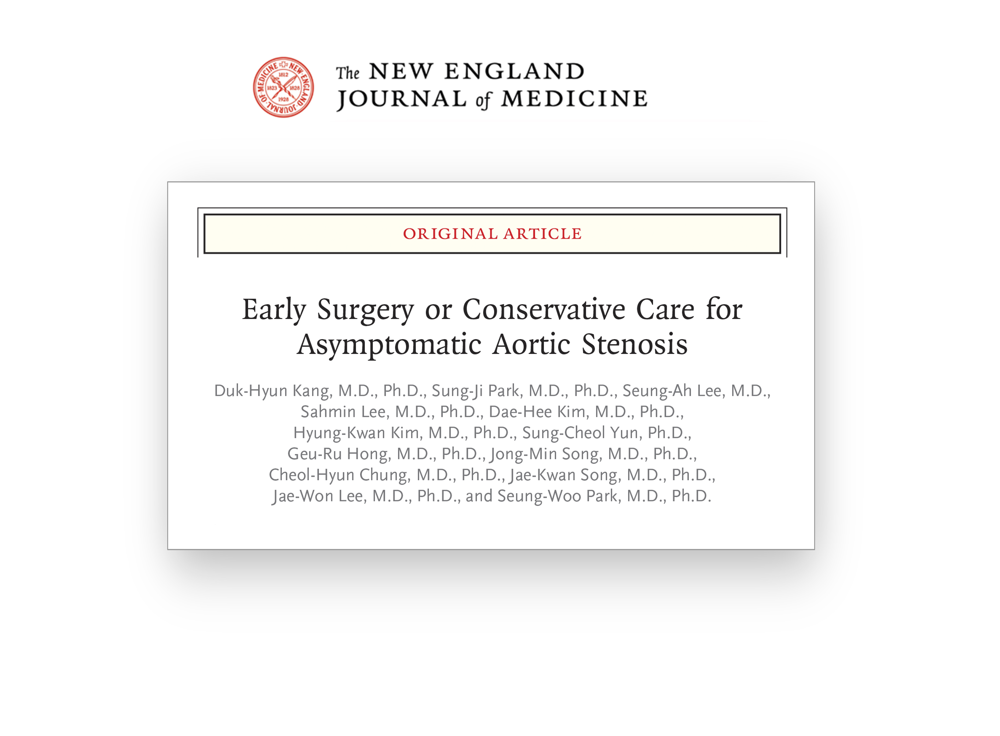 NEW ENGLAND JOURNAL OF MEDICINE
1812
1823 1828
1928
The NEW ENGLAND
JOURNAL of MEDICINE
ORIGINAL ARTICLE
Early Surgery or Conservative Care for
Asymptomatic Aortic Stenosis
Duk-Hyun Kang, M.D., Ph.D., Sung-Ji Park, M.D., Ph.D., Seung-Ah Lee, M.D.,
Sahmin Lee, M.D., Ph.D., Dae-Hee Kim, M.D., Ph.D.,
Hyung-Kwan Kim, M.D., Ph.D., Sung-Cheol Yun, Ph.D.,
Geu-Ru Hong, M.D., Ph.D., Jong-Min Song, M.D., Ph.D.,
Cheol-Hyun Chung, M.D., Ph.D., Jae-Kwan Song, M.D., Ph.D.,
Jae-Won Lee, M.D., Ph.D., and Seung-Woo Park, M.D., Ph.D.